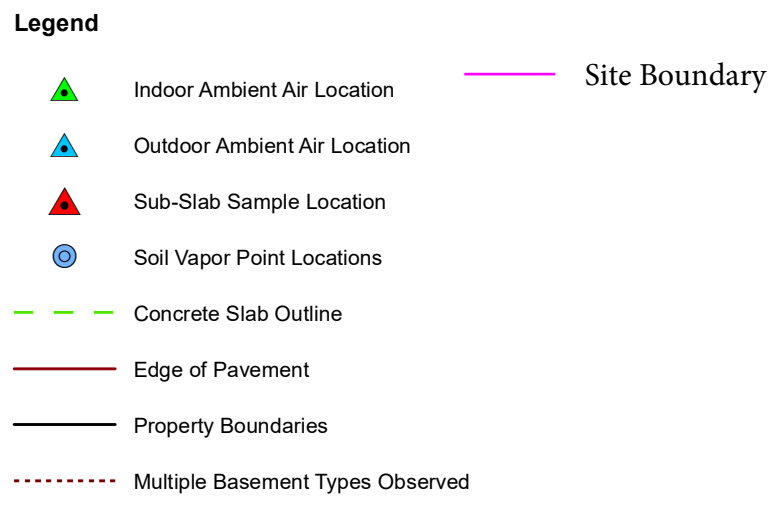 Legend
Indoor Ambient Air Location
Site Boundary
Outdoor Ambient Air Location
Sub-Slab Sample Location
Soil Vapor Point Locations
Concrete Slab Outline
Edge of Pavement
Property Boundaries
Multiple Basement Types Observed